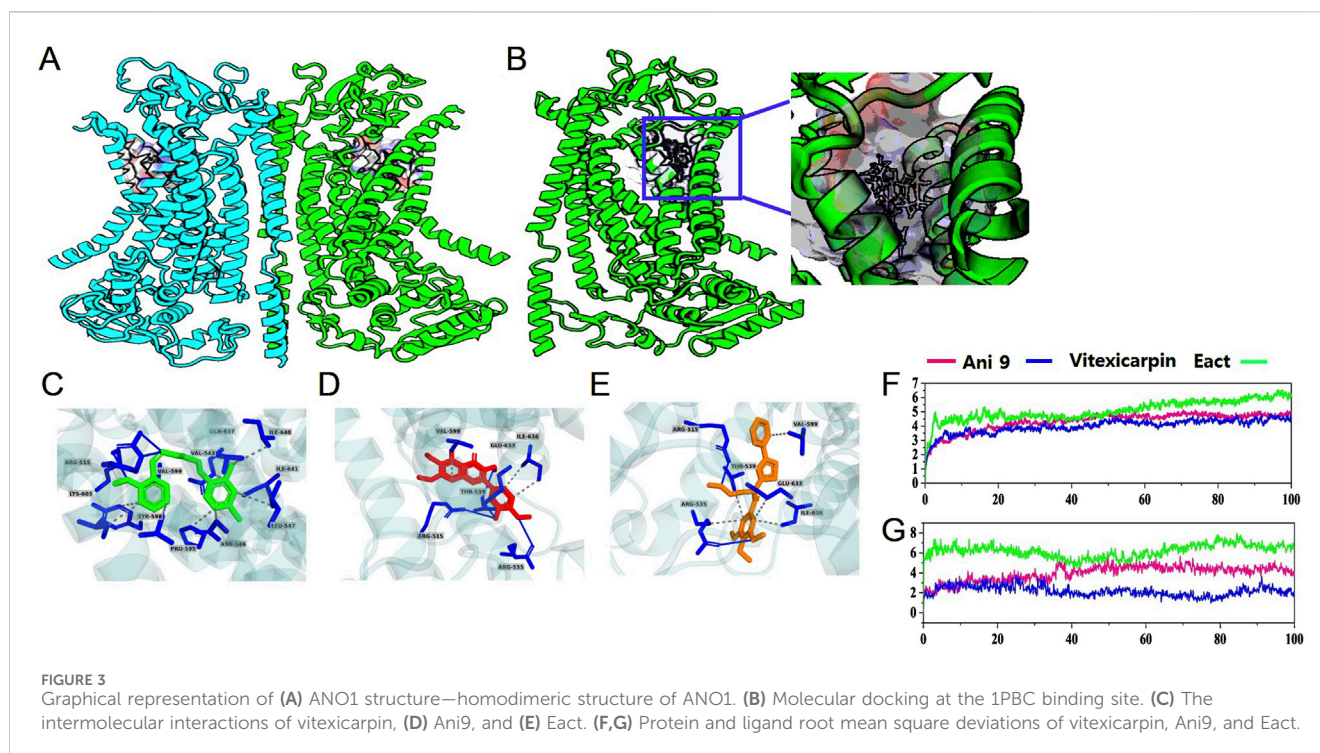 A
B
C
GLN-637
ILE-640
ARG-515
VAL-543
VAL-599
ILE-641
LYS-603
TYR-598
LEU-547
PRO-595
ASN-546
D
VAL-599
ILE-636
GLU-633
THR-539
ARG-515
ARG-535
E
ARG-515
VAL-599
THR-539
GLU-633
ARG-535
ILE-636
Ani 9 Vitexicarpin Eact
F
7
6
5
4
3
2
1
0
0 20 40 60 80 100
G
8
6
4
2
0
0 20 40 60 80 100
FIGURE 3
Graphical representation of (A) ANO1 structure—homodimeric structure of ANO1. (B) Molecular docking at the 1PBC binding site. (C) The
intermolecular interactions of vitexicarpin, (D) Ani9, and (E) Eact. (F,G) Protein and ligand root mean square deviations of vitexicarpin, Ani9, and Eact.